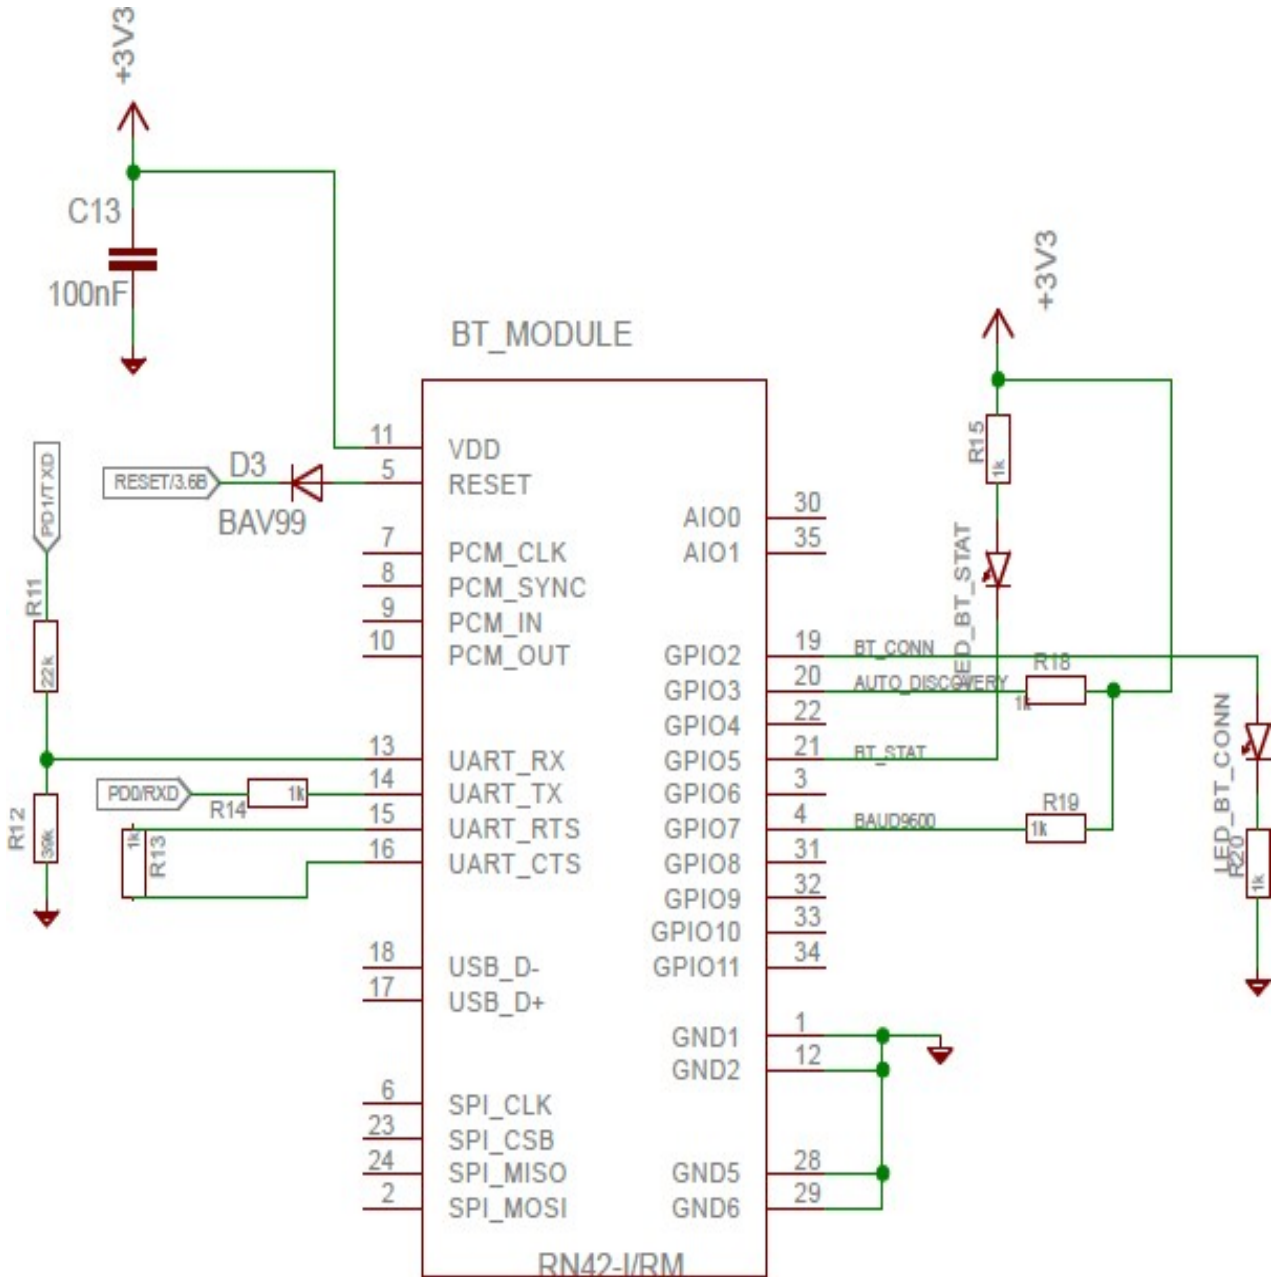 +3V3
C13
100nF
+3V3
BT_MODULE
11
VDD
RESET/3.6B
D3
BAV99
5
RESET
PD1/TXD
7
PCM_CLK
8
PCM_SYNC
9
PCM_IN
10
PCM_OUT
R11
22k
13
UART_RX
PD0/RXD
R14
1k
14
UART_TX
R12
39k
15
UART_RTS
1k
R13
16
UART_CTS
18
USB_D-
17
USB_D+
6
SPI_CLK
23
SPI_CSB
24
SPI_MISO
2
SPI_MOSI
AIO0
30
AIO1
35
R15
1k
LED_BT_STAT
GPIO2
19
BT_CONN
GPIO3
20
AUTO_DISCOVERY
R18
1k
GPIO4
22
GPIO5
21
BT_STAT
GPIO6
3
GPIO7
4
BAUD9600
R19
1k
GPIO8
31
GPIO9
32
GPIO10
33
GPIO11
34
LED_BT_CONN
R20
1k
GND1
1
GND2
12
GND5
28
GND6
29
RN42-I/RM